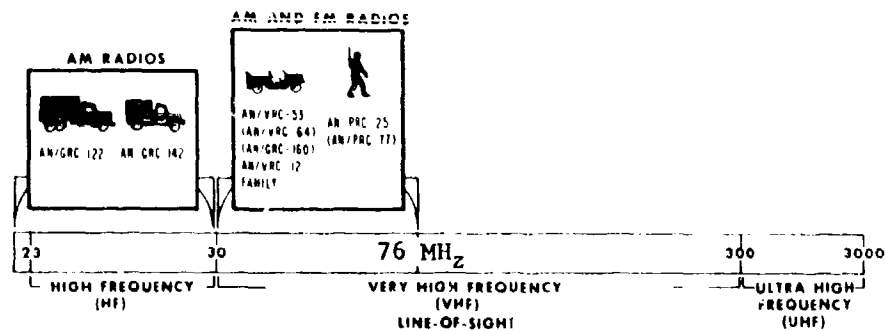 AM AND FM RADIOS
AM RADIOS
AN/GRC 122
AN GRC 142
AN/VRC-53
(AN/VRC 64)
(AN/GRC-160)
AN/VRC 12
FAMILY
AN PRC 25
(AN/PRC 77)
23 30 76 MHz 300 3000
HIGH FREQUENCY
(HF)
VERY HIGH FREQUENCY
(VHF)
LINE-OF-SIGHT
ULTRA HIGH
FREQUENCY
(UHF)